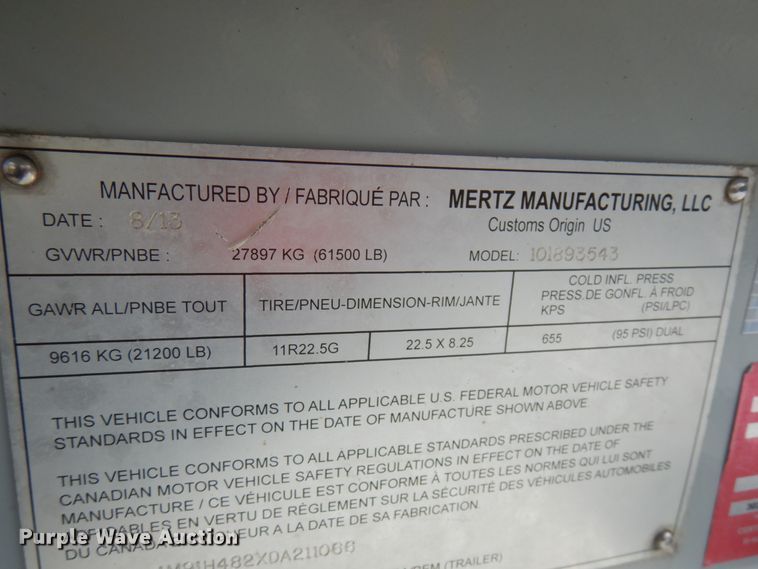 MANFACTURED BY / FABRIQUÉ PAR : MERTZ MANUFACTURING, LLC
DATE : 8/13 Customs Origin US
GVWR/PNBE : 27897 KG (61500 LB) MODEL: 101893543
GAWR ALL/PNBE TOUT TIRE/PNEU-DIMENSION-RIM/JANTE COLD INFL. PRESS
PRESS.DE GONFL. À FROID
KPS (PSI/LPC)
9616 KG (21200 LB) 11R22.5G 22.5 X 8.25 655 (95 PSI) DUAL
THIS VEHICLE CONFORMS TO ALL APPLICABLE U.S. FEDERAL MOTOR VEHICLE SAFETY
STANDARDS IN EFFECT ON THE DATE OF MANUFACTURE SHOWN ABOVE.
THIS VEHICLE CONFORMS TO ALL APPLICABLE STANDARDS PRESCRIBED UNDER THE
CANADIAN MOTOR VEHICLE SAFETY REGULATIONS IN EFFECT ON THE DATE OF
MANUFACTURE / CE VÉHICULE EST CONFORME À TOUTES LES NORMES QUI LUI SONT
EN VERTU DE RÈGLEMENT SUR LA SÉCURITÉ DES VÉHICULES AUTOMOBILES
DU A LA DATE DE SA FABRICATION.
(TRAILER)
Purple Wave Auction
Purple Wave Auction